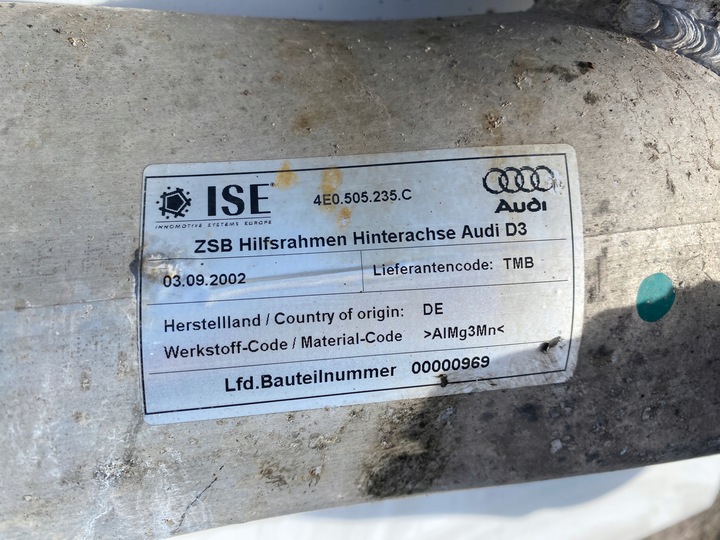 ISE®
INNOMOTIVE SYSTEMS EUROPE
4E0.505.235.C
Audi
ZSB Hilfsrahmen Hinterachse Audi D3
03.09.2002
Lieferantencode: TMB
Herstellland / Country of origin: DE
Werkstoff-Code / Material-Code >AlMg3Mn<
Lfd.Bauteilnummer 00000969